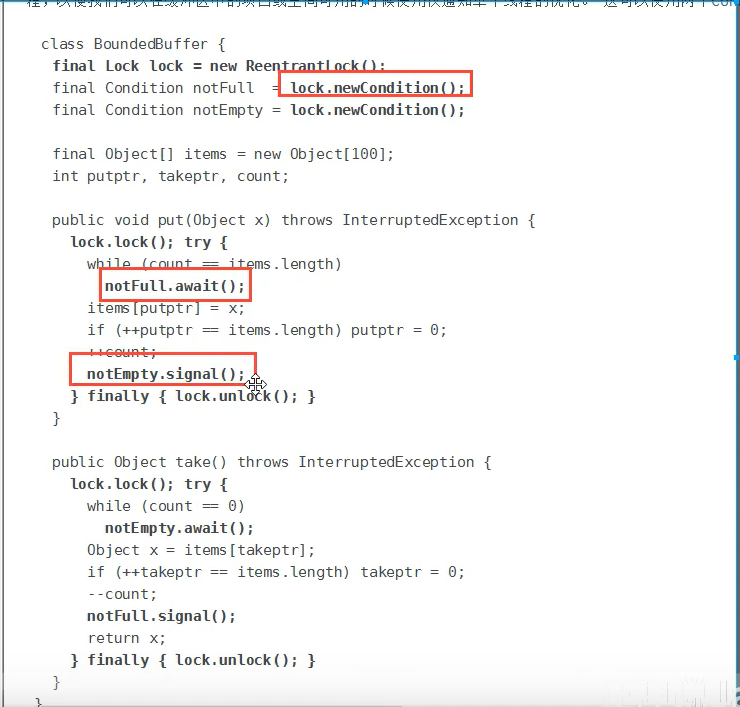 class BoundedBuffer {
final Lock lock = new ReentrantLock();
final Condition notFull = lock.newCondition();
final Condition notEmpty = lock.newCondition();
final Object[] items = new Object[100];
int putptr, takeptr, count;
public void put(Object x) throws InterruptedException {
lock.lock(); try {
while (count == items.length)
notFull.await();
items[putptr] = x;
if (++putptr == items.length) putptr = 0;
++count;
notEmpty.signal();
} finally { lock.unlock(); }
}
public Object take() throws InterruptedException {
lock.lock(); try {
while (count == 0)
notEmpty.await();
Object x = items[takeptr];
if (++takeptr == items.length) takeptr = 0;
--count;
notFull.signal();
return x;
} finally { lock.unlock(); }
}
}